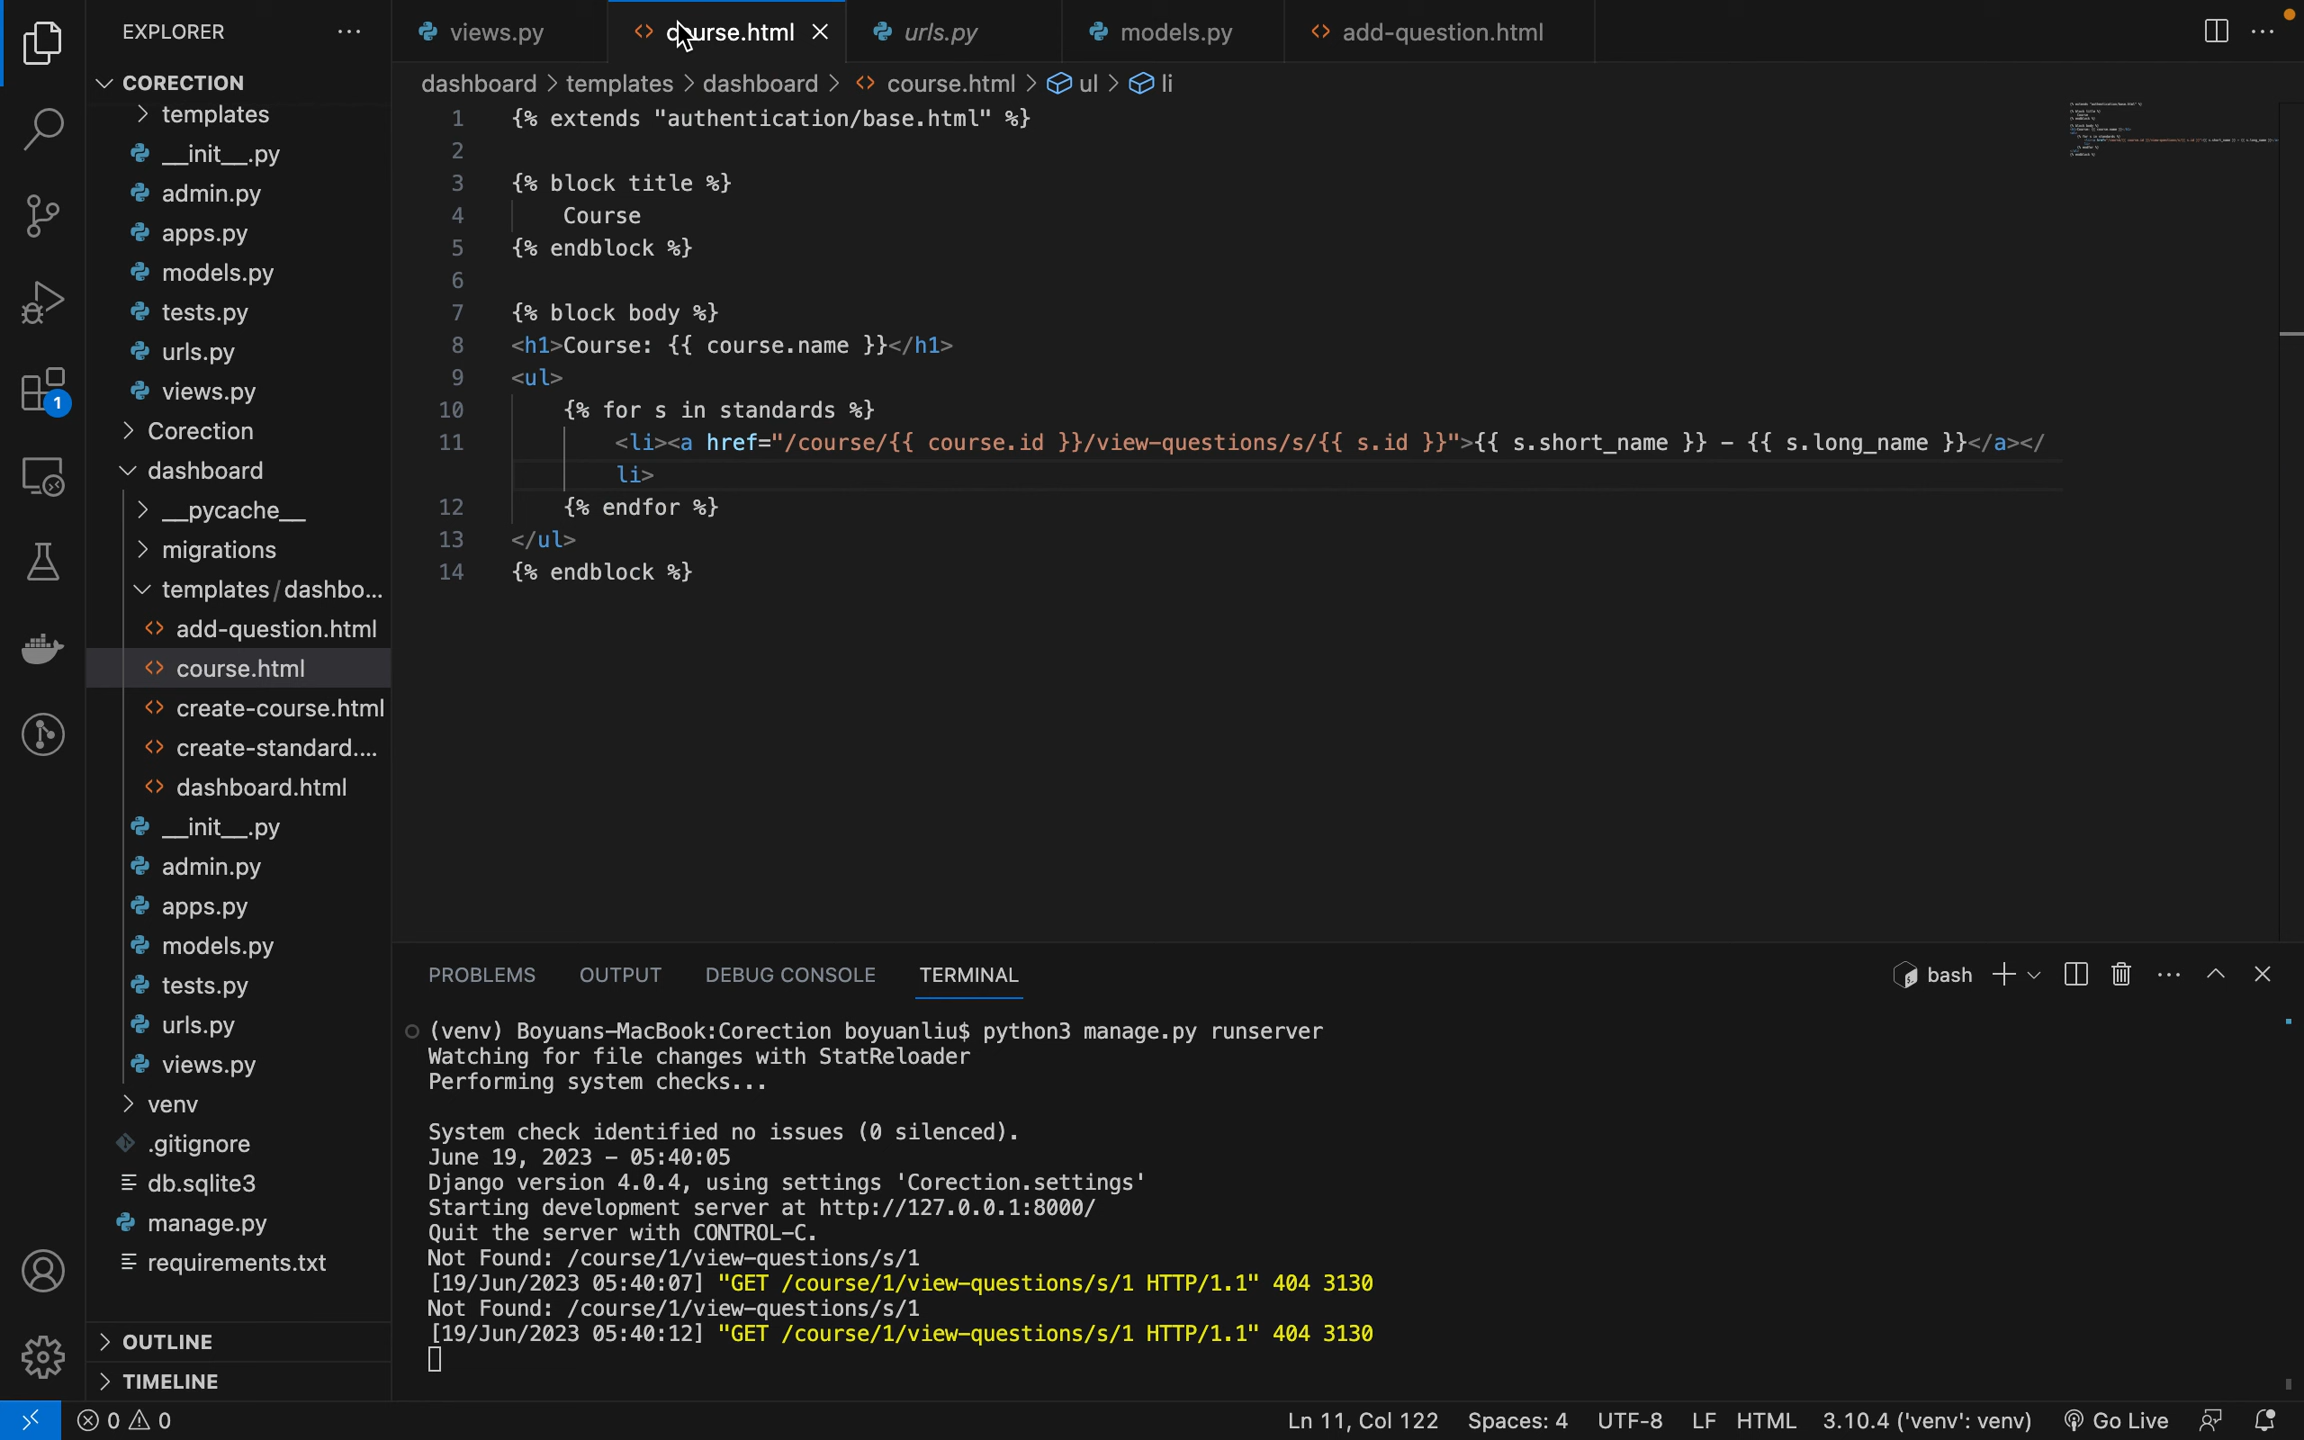 EXPLORER
CORECTION
templates
__init__.py
admin.py
apps.py
models.py
tests.py
urls.py
views.py
Corection
dashboard
__pycache__
migrations
templates/dashbo...
add-question.html
course.html
create-course.html
create-standard....
dashboard.html
__init__.py
admin.py
apps.py
models.py
tests.py
urls.py
views.py
venv
.gitignore
db.sqlite3
manage.py
requirements.txt
OUTLINE
TIMELINE
1
views.py course.html urls.py models.py add-question.html
dashboard > templates > dashboard > course.html > ul > li
1 {% extends "authentication/base.html" %}
2
3 {% block title %}
4 Course
5 {% endblock %}
6
7 {% block body %}
8 <h1>Course: {{ course.name }}</h1>
9 <ul>
10 {% for s in standards %}
11 <li><a href="/course/{{ course.id }}/view-questions/s/{{ s.id }}">{{ s.short_name }} - {{ s.long_name }}</a></
li>
12 {% endfor %}
13 </ul>
14 {% endblock %}
PROBLEMS OUTPUT DEBUG CONSOLE TERMINAL bash
(venv) Boyuans-MacBook:Corection boyuanliu$ python3 manage.py runserver
Watching for file changes with StatReloader
Performing system checks...
System check identified no issues (0 silenced).
June 19, 2023 - 05:40:05
Django version 4.0.4, using settings 'Corection.settings'
Starting development server at http://127.0.0.1:8000/
Quit the server with CONTROL-C.
Not Found: /course/1/view-questions/s/1
[19/Jun/2023 05:40:07] "GET /course/1/view-questions/s/1 HTTP/1.1" 404 3130
Not Found: /course/1/view-questions/s/1
[19/Jun/2023 05:40:12] "GET /course/1/view-questions/s/1 HTTP/1.1" 404 3130
0 0 Ln 11, Col 122 Spaces: 4 UTF-8 LF HTML 3.10.4 ('venv': venv) Go Live